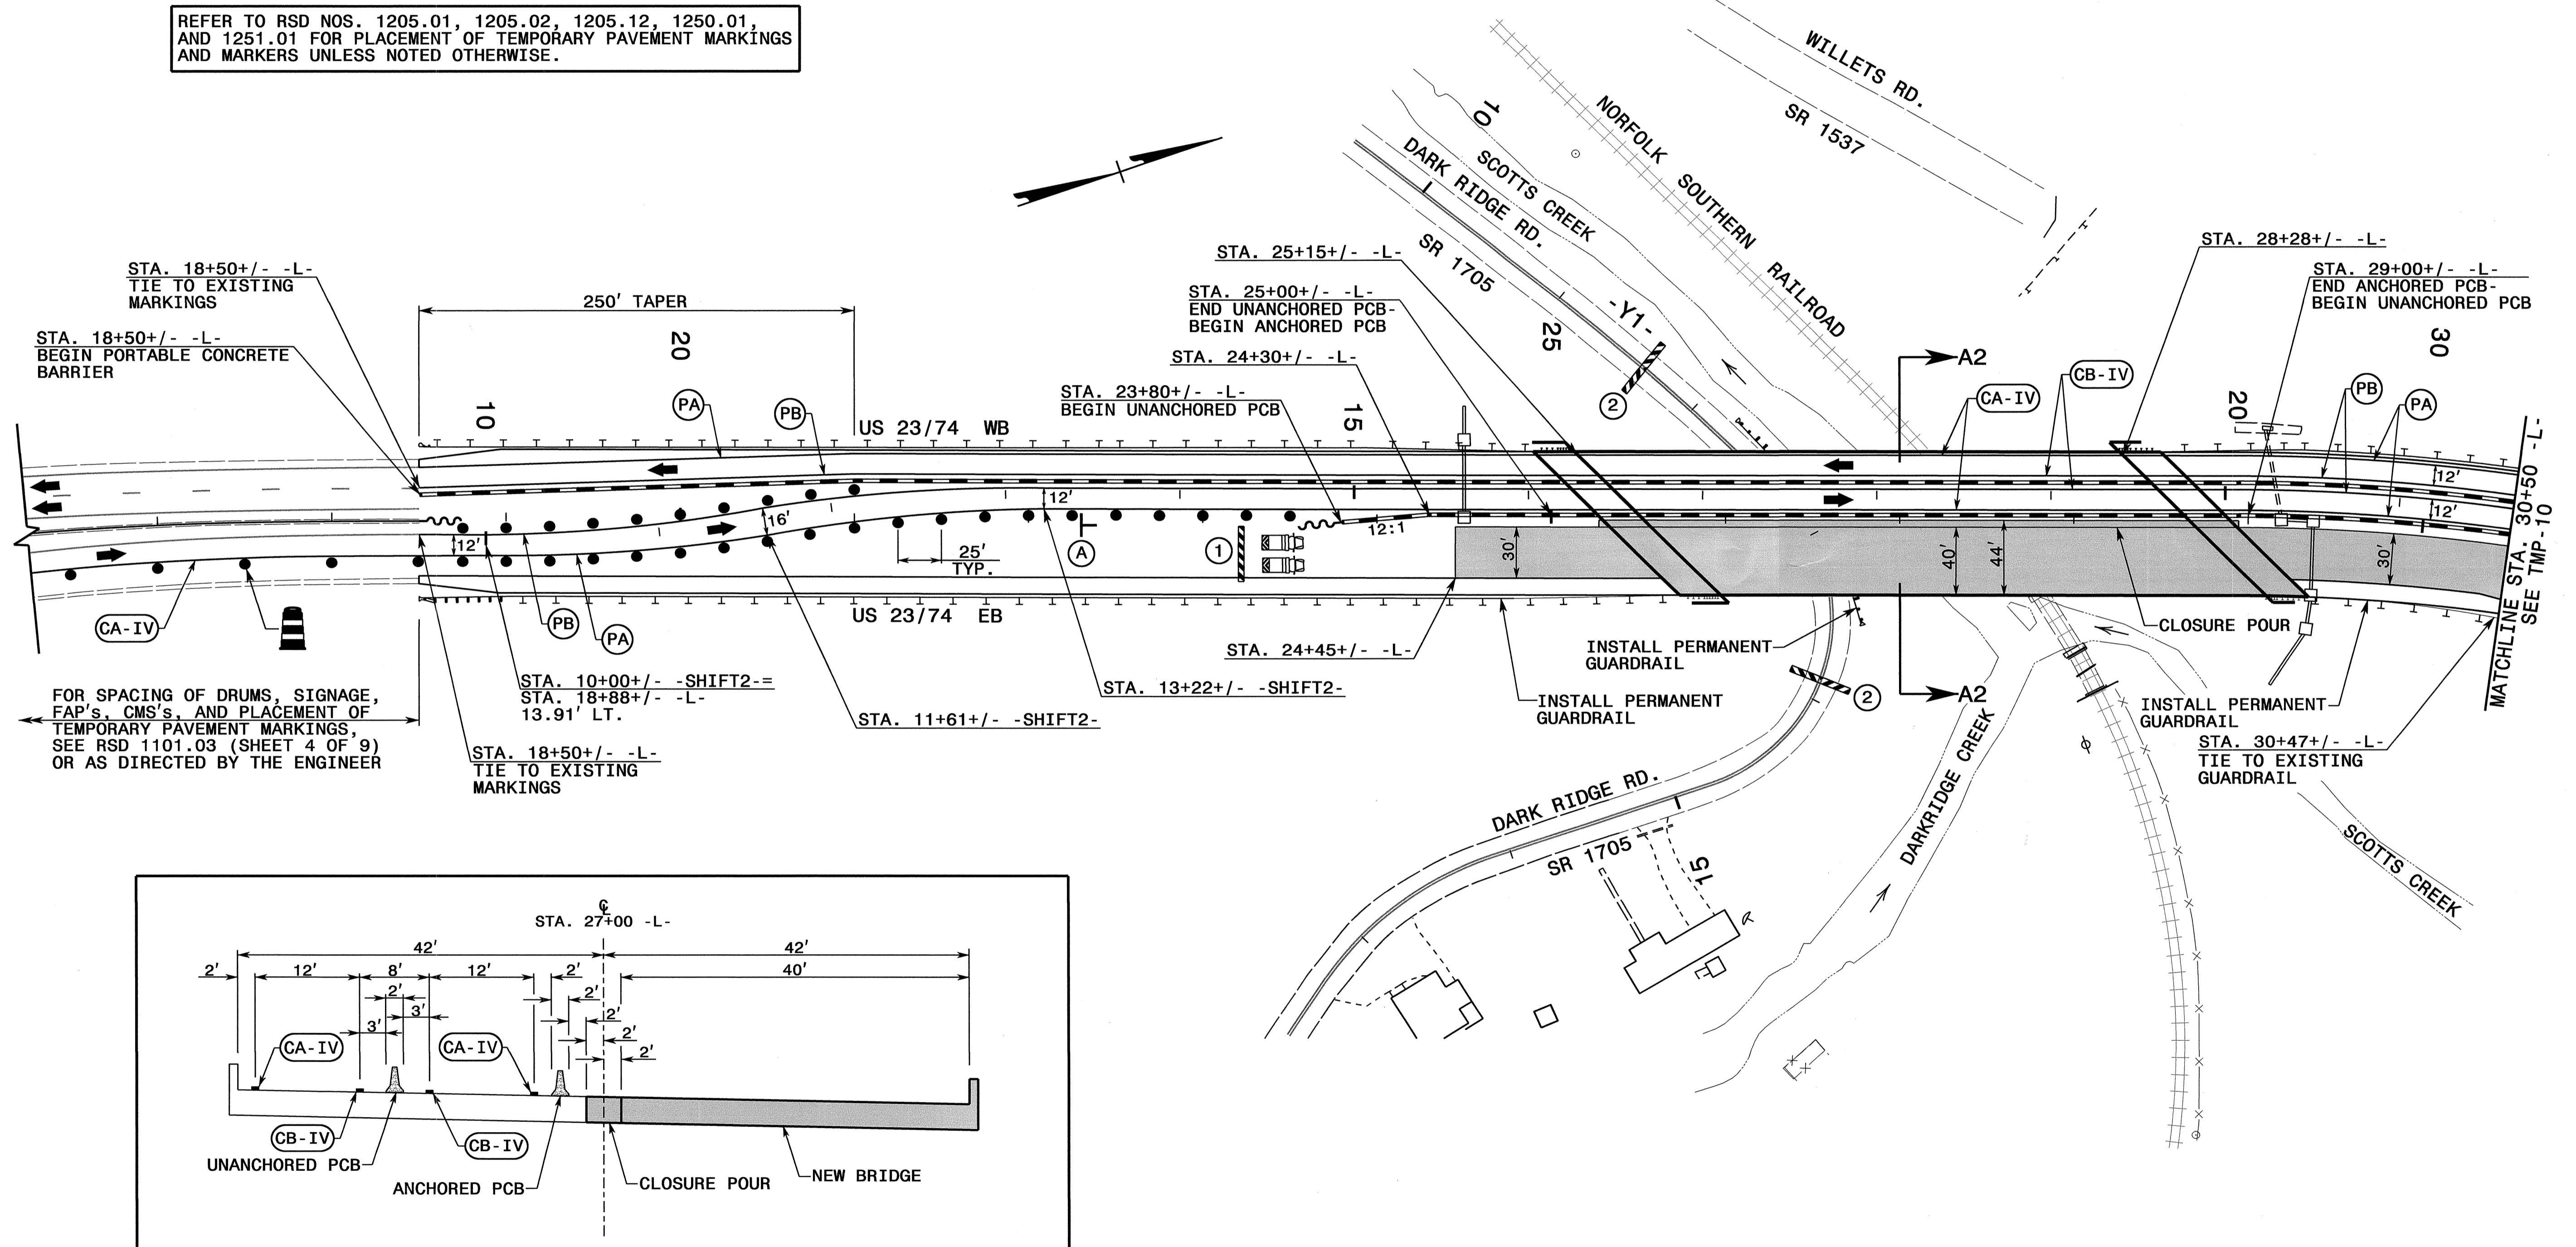 REFER TO RSD NOS. 1205.01, 1205.02, 1205.12, 1250.01,
AND 1251.01 FOR PLACEMENT OF TEMPORARY PAVEMENT MARKINGS
AND MARKERS UNLESS NOTED OTHERWISE.
WILLETS RD.
SR 1537
NORFOLK SOUTHERN RAILROAD
10
SCOTTS CREEK
DARK RIDGE RD.
SR 1705
-Y1-
2
STA. 18+50+/- -L-
TIE TO EXISTING
MARKINGS
STA. 18+50+/- -L-
BEGIN PORTABLE CONCRETE
BARRIER
250' TAPER
20
10
PA
PB
US 23/74 WB
STA. 25+15+/- -L-
STA. 25+00+/- -L-
END UNANCHORED PCB-
BEGIN ANCHORED PCB
STA. 24+30+/- -L-
STA. 23+80+/- -L-
BEGIN UNANCHORED PCB
15
25
A2
CA-IV
CB-IV
STA. 28+28+/- -L-
STA. 29+00+/- -L-
END ANCHORED PCB-
BEGIN UNANCHORED PCB
30
20
PB
PA
12'
12'
12'
16'
12'
25'
TYP.
A
1
12:1
30'
40'
44'
30'
MATCHLINE STA. 30+50 -L-
SEE TMP-10
CA-IV
PB
PA
US 23/74 EB
STA. 10+00+/- -SHIFT2-=
STA. 18+88+/- -L-
13.91' LT.
STA. 11+61+/- -SHIFT2-
STA. 13+22+/- -SHIFT2-
STA. 24+45+/- -L-
INSTALL PERMANENT
GUARDRAIL
INSTALL PERMANENT
GUARDRAIL
2
A2
CLOSURE POUR
INSTALL PERMANENT
GUARDRAIL
STA. 30+47+/- -L-
TIE TO EXISTING
GUARDRAIL
FOR SPACING OF DRUMS, SIGNAGE,
FAP's, CMS's, AND PLACEMENT OF
TEMPORARY PAVEMENT MARKINGS,
SEE RSD 1101.03 (SHEET 4 OF 9)
OR AS DIRECTED BY THE ENGINEER
STA. 18+50+/- -L-
TIE TO EXISTING
MARKINGS
DARK RIDGE RD.
SR 1705
15
DARKRIDGE CREEK
SCOTTS CREEK
℄
STA. 27+00 -L-
42'
42'
2'
12'
8'
12'
2'
40'
2'
2'
3'
2'
3'
2'
2'
CA-IV
CA-IV
CB-IV
CB-IV
UNANCHORED PCB
ANCHORED PCB
CLOSURE POUR
NEW BRIDGE